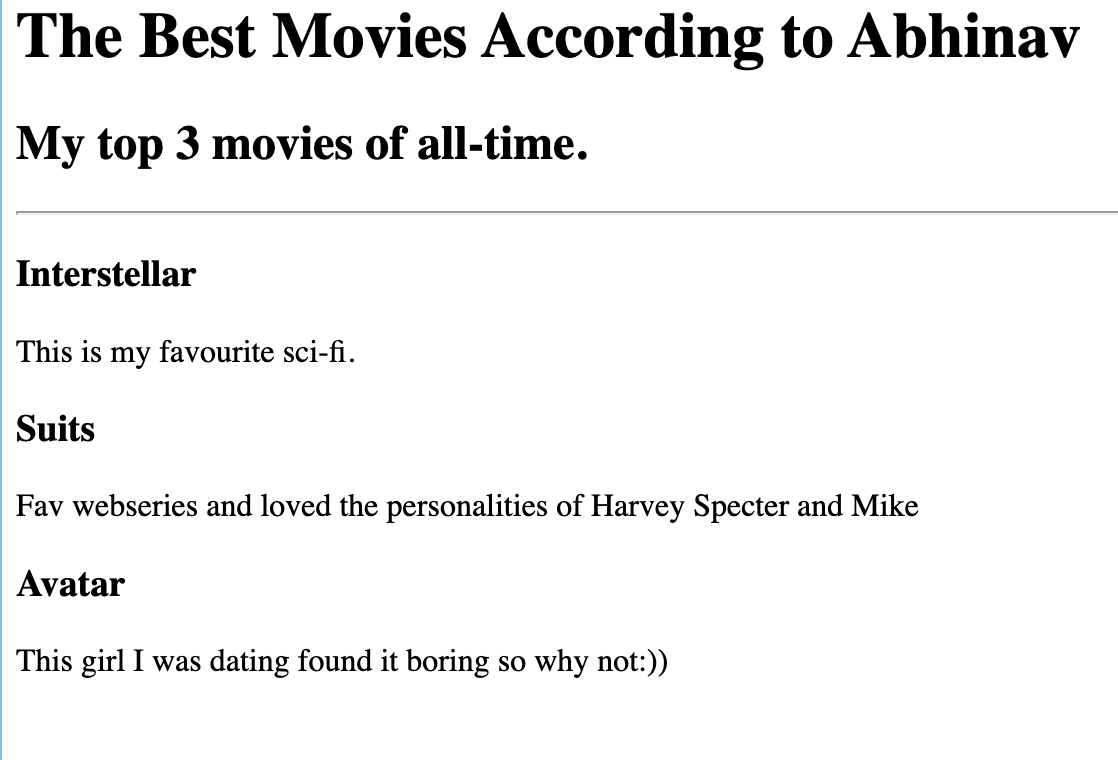 The Best Movies According to Abhinav
My top 3 movies of all-time.
Interstellar
This is my favourite sci-fi.
Suits
Fav webseries and loved the personalities of Harvey Specter and Mike
Avatar
This girl I was dating found it boring so why not:))